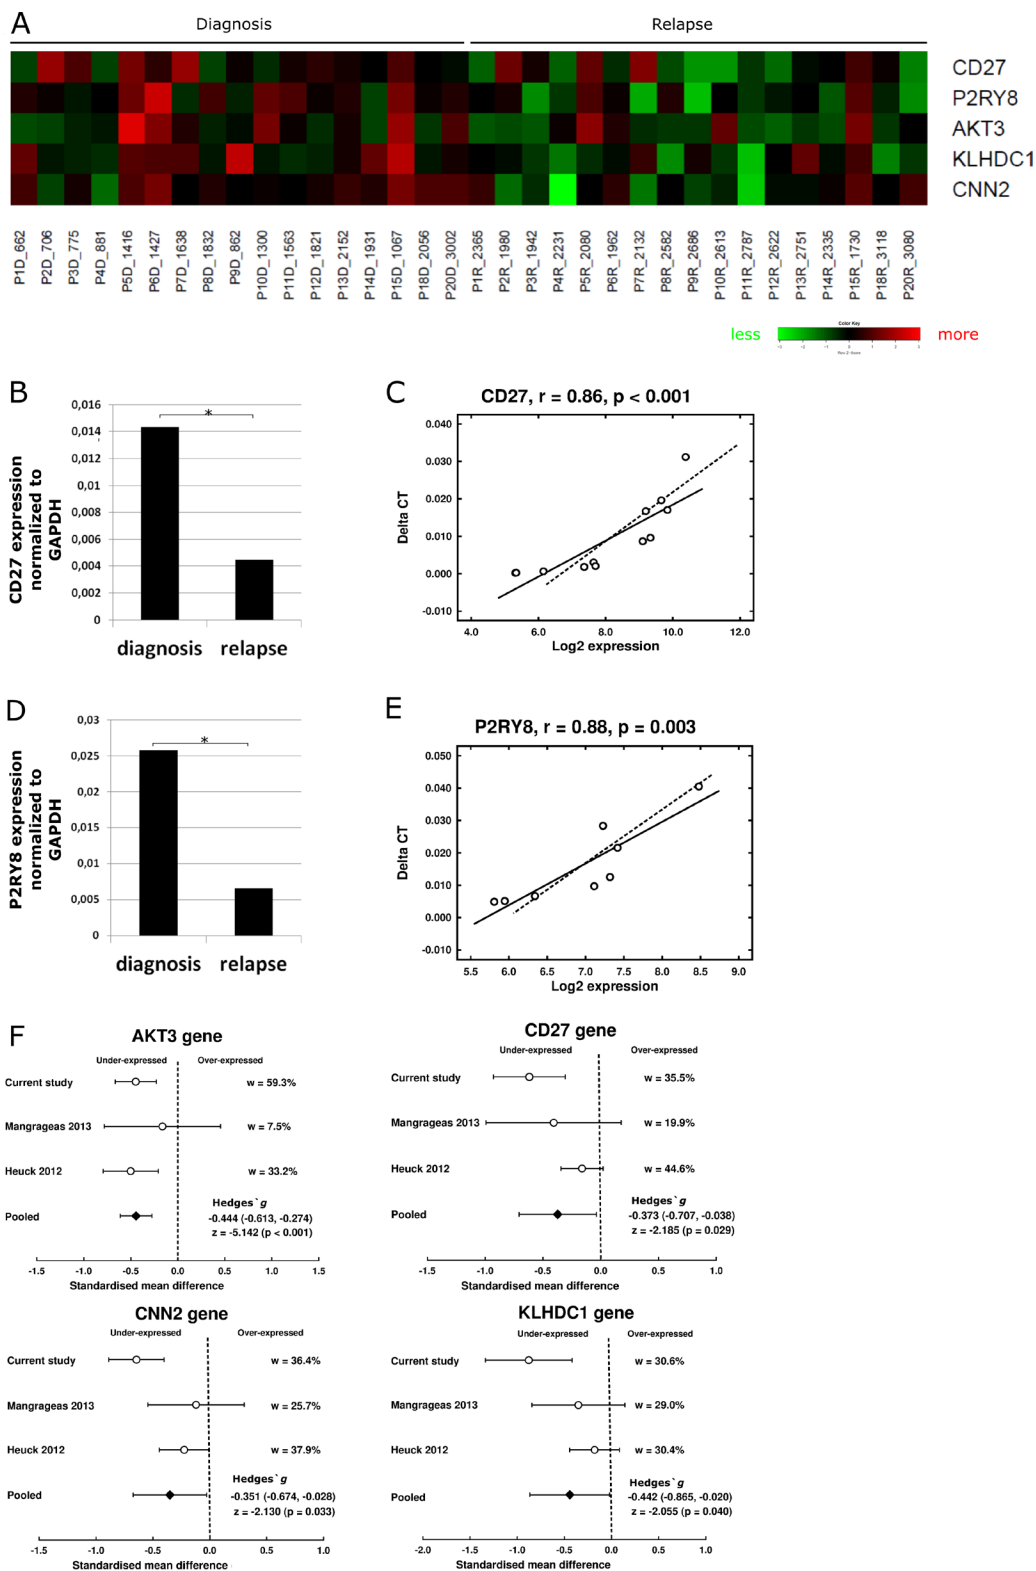 A
Diagnosis
Relapse
CD27
P2RY8
AKT3
KLHDC1
CNN2
P1D_662
P2D_706
P3D_775
P4D_881
P5D_1416
P6D_1427
P7D_1638
P8D_1832
P9D_862
P10D_1300
P11D_1563
P12D_1821
P13D_2152
P14D_1931
P15D_1067
P18D_2056
P20D_3002
P1R_2365
P2R_1980
P3R_1942
P4R_2231
P5R_2080
P6R_1962
P7R_2132
P8R_2582
P9R_2686
P10R_2613
P11R_2787
P12R_2622
P13R_2751
P14R_2335
P15R_1730
P18R_3118
P20R_3080
less
Color Key
more
-3 -2 -1 0 1 2 3
Row Z-Score
B
CD27 expression
normalized to
GAPDH
0,016
0,014
0,012
0,01
0,008
0,006
0,004
0,002
0
*
diagnosis relapse
C
CD27, r = 0.86, p < 0.001
Delta CT
0.040
0.030
0.020
0.010
0.000
-0.010
4.0 6.0 8.0 10.0 12.0
Log2 expression
D
P2RY8 expression
normalized to
GAPDH
0,03
0,025
0,02
0,015
0,01
0,005
0
*
diagnosis relapse
E
P2RY8, r = 0.88, p = 0.003
Delta CT
0.050
0.040
0.030
0.020
0.010
0.000
-0.010
5.5 6.0 6.5 7.0 7.5 8.0 8.5 9.0
Log2 expression
F
AKT3 gene
Under-expressed Over-expressed
Current study w = 59.3%
Mangrageas 2013 w = 7.5%
Heuck 2012 w = 33.2%
Hedges`g
Pooled -0.444 (-0.613, -0.274)
z = -5.142 (p < 0.001)
-1.5 -1.0 -0.5 0.0 0.5 1.0 1.5
Standardised mean difference
CD27 gene
Under-expressed Over-expressed
Current study w = 35.5%
Mangrageas 2013 w = 19.9%
Heuck 2012 w = 44.6%
Hedges`g
Pooled -0.373 (-0.707, -0.038)
z = -2.185 (p = 0.029)
-1.5 -1.0 -0.5 0.0 0.5 1.0
Standardised mean difference
CNN2 gene
Under-expressed Over-expressed
Current study w = 36.4%
Mangrageas 2013 w = 25.7%
Heuck 2012 w = 37.9%
Hedges`g
Pooled -0.351 (-0.674, -0.028)
z = -2.130 (p = 0.033)
-1.5 -1.0 -0.5 0.0 0.5 1.0
Standardised mean difference
KLHDC1 gene
Under-expressed Over-expressed
Current study w = 30.6%
Mangrageas 2013 w = 29.0%
Heuck 2012 w = 30.4%
Hedges`g
Pooled -0.442 (-0.865, -0.020)
z = -2.055 (p = 0.040)
-2.0 -1.5 -1.0 -0.5 0.0 0.5 1.0
Standardised mean difference